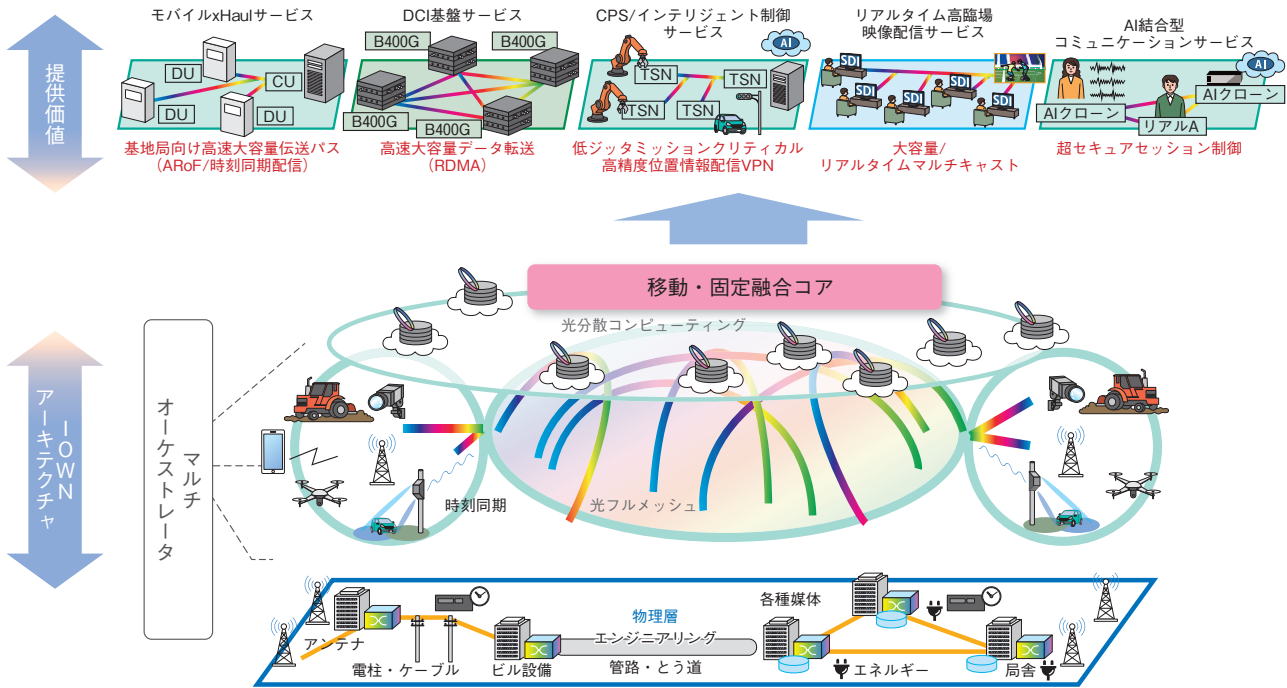 提供価値
モバイルxHaulサービス
DU
CU
DU
DU
基地局向け高速大容量伝送パス
(ARoF/時刻同期配信)
DCI基盤サービス
B400G
B400G
B400G
B400G
高速大容量データ転送
(RDMA)
CPS/インテリジェント制御
サービス
AI
TSN
TSN
TSN
TSN
低ジッタミッションクリティカル
高精度位置情報配信VPN
リアルタイム高臨場
映像配信サービス
SDI
SDI
SDI
SDI
SDI
大容量/
リアルタイムマルチキャスト
AI結合型
コミュニケーションサービス
AI
AIクローン
AIクローン
リアルA
超セキュアセッション制御
移動・固定融合コア
光分散コンピューティング
IOWN
アーキテクチャ
マルチ
オーケストレータ
時刻同期
光フルメッシュ
物理層
エンジニアリング
各種媒体
アンテナ
電柱・ケーブル
ビル設備
管路・とう道
エネルギー
局舎